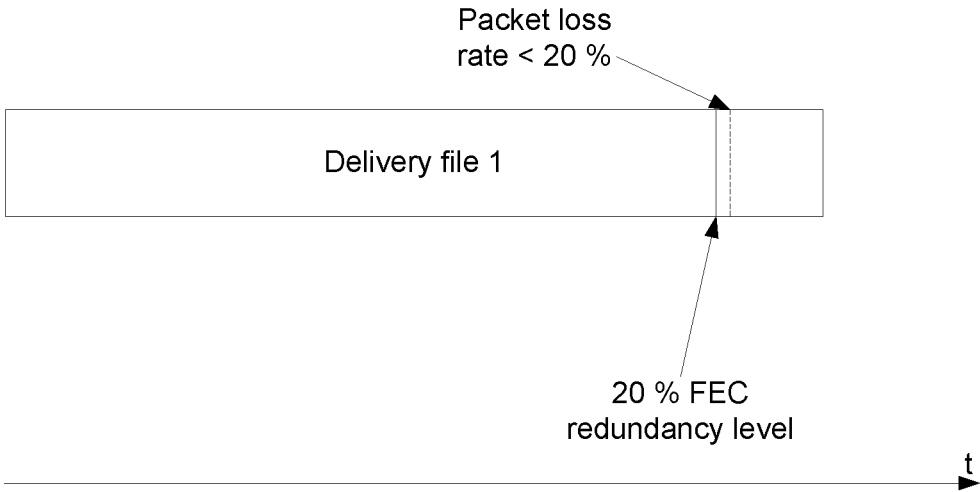 Packet loss
rate < 20 %
Delivery file 1
20 % FEC
redundancy level
t